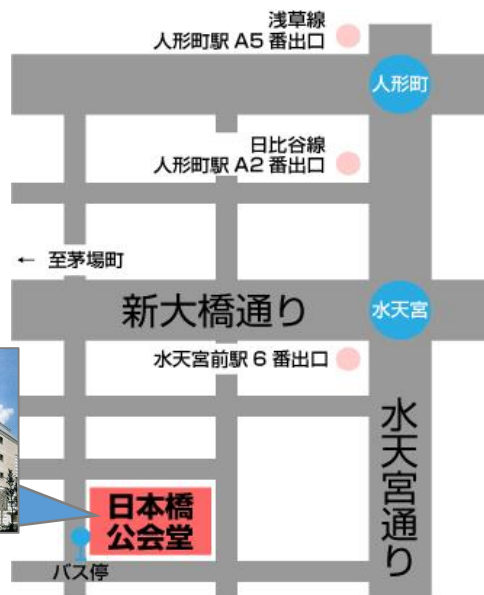 浅草線
人形町駅 A5 番出口
人形町
日比谷線
人形町駅 A2 番出口
← 至茅場町
新大橋通り
水天宮
水天宮前駅 6 番出口
水天宮通り
日本橋
公会堂
バス停